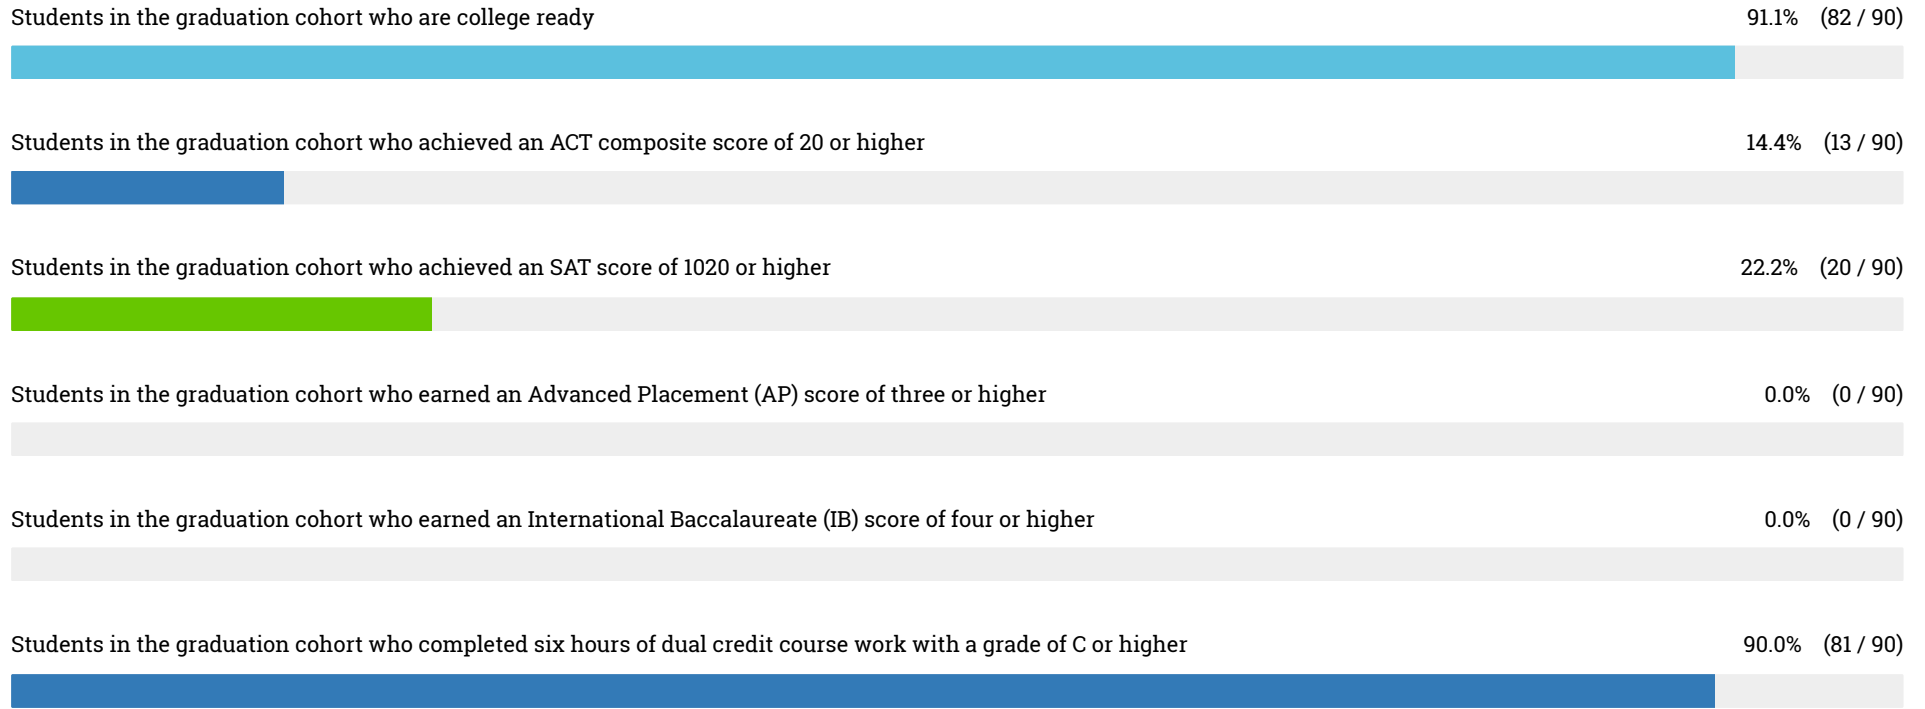 Students in the graduation cohort who are college ready 91.1% (82 / 90)
Students in the graduation cohort who achieved an ACT composite score of 20 or higher 14.4% (13 / 90)
Students in the graduation cohort who achieved an SAT score of 1020 or higher 22.2% (20 / 90)
Students in the graduation cohort who earned an Advanced Placement (AP) score of three or higher 0.0% (0 / 90)
Students in the graduation cohort who earned an International Baccalaureate (IB) score of four or higher 0.0% (0 / 90)
Students in the graduation cohort who completed six hours of dual credit course work with a grade of C or higher 90.0% (81 / 90)